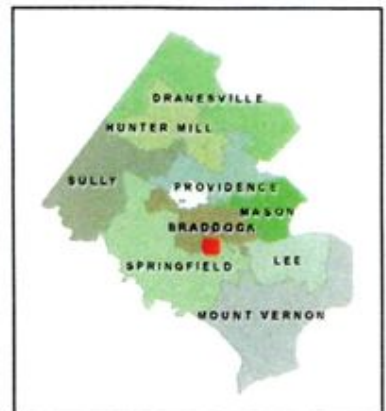 DRANESVILLE
HUNTER MILL
SULLY
PROVIDENCE
MASON
BRADDOCK
LEE
SPRINGFIELD
MOUNT VERNON